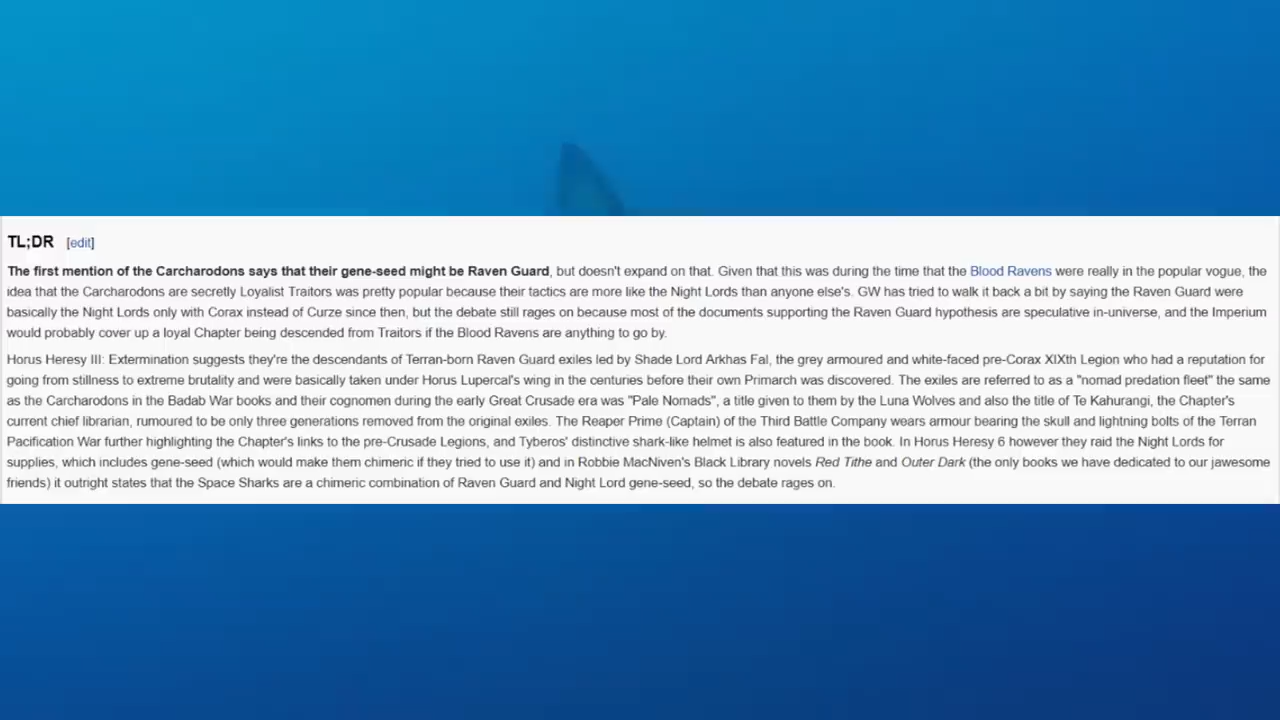 TL;DR [edit]
The first mention of the Carcharodons says that their gene-seed might be Raven Guard, but doesn't expand on that. Given that this was during the time that the Blood Ravens were really in the popular vogue, the
idea that the Carcharodons are secretly Loyalist Traitors was pretty popular because their tactics are more like the Night Lords than anyone else's. GW has tried to walk it back a bit by saying the Raven Guard were
basically the Night Lords only with Corax instead of Curze since then, but the debate still rages on because most of the documents supporting the Raven Guard hypothesis are speculative in-universe, and the Imperium
would probably cover up a loyal Chapter being descended from Traitors if the Blood Ravens are anything to go by.
Horus Heresy III: Extermination suggests they're the descendants of Terran-born Raven Guard exiles led by Shade Lord Arkhas Fal, the grey armoured and white-faced pre-Corax XIXth Legion who had a reputation for
going from stillness to extreme brutality and were basically taken under Horus Lupercal's wing in the centuries before their own Primarch was discovered. The exiles are referred to as a "nomad predation fleet" the same
as the Carcharodons in the Badab War books and their cognomen during the early Great Crusade era was "Pale Nomads", a title given to them by the Luna Wolves and also the title of Te Kahurangi, the Chapter's
current chief librarian, rumoured to be only three generations removed from the original exiles. The Reaper Prime (Captain) of the Third Battle Company wears armour bearing the skull and lightning bolts of the Terran
Pacification War further highlighting the Chapter's links to the pre-Crusade Legions, and Tyberos' distinctive shark-like helmet is also featured in the book. In Horus Heresy 6 however they raid the Night Lords for
supplies, which includes gene-seed (which would make them chimeric if they tried to use it) and in Robbie MacNiven's Black Library novels Red Tithe and Outer Dark (the only books we have dedicated to our jawesome
friends) it outright states that the Space Sharks are a chimeric combination of Raven Guard and Night Lord gene-seed, so the debate rages on.